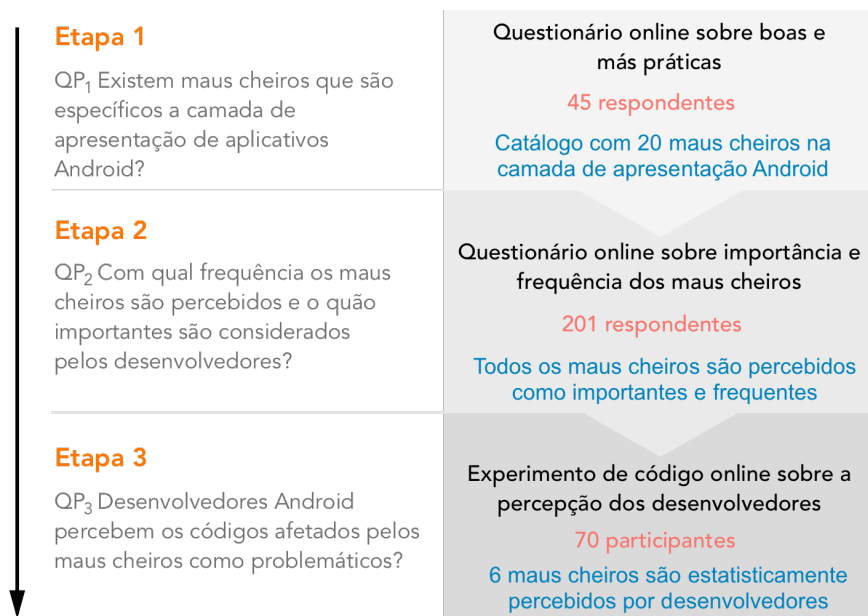 Etapa 1
QP1 Existem maus cheiros que são
específicos a camada de
apresentação de aplicativos
Android?
Questionário online sobre boas e
más práticas
45 respondentes
Catálogo com 20 maus cheiros na
camada de apresentação Android
Etapa 2
QP2 Com qual frequência os maus
cheiros são percebidos e o quão
importantes são considerados
pelos desenvolvedores?
Questionário online sobre importância e
frequência dos maus cheiros
201 respondentes
Todos os maus cheiros são percebidos
como importantes e frequentes
Etapa 3
QP3 Desenvolvedores Android
percebem os códigos afetados pelos
maus cheiros como problemáticos?
Experimento de código online sobre a
percepção dos desenvolvedores
70 participantes
6 maus cheiros são estatisticamente
percebidos por desenvolvedores